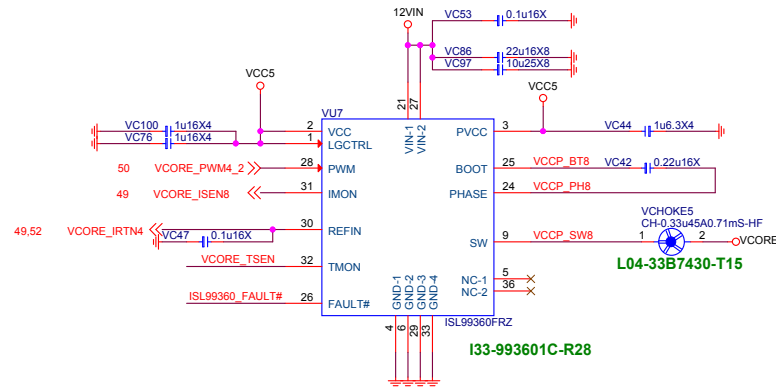 12VIN
VC53 0.1u16X
VC86 22u16X8
VC97 10u25X8
VCC5
VCC5
VU7
21
27
VC100 1u16X4
VC76 1u16X4
2 VCC
1 LGCTRL
VIN-1
VIN-2
PVCC 3
VC44 1u6.3X4
50 VCORE_PWM4_2 28 PWM
BOOT 25 VCCP_BT8 VC42 0.22u16X
49 VCORE_ISEN8 31 IMON
PHASE 24 VCCP_PH8
VCHOKE5
CH-0.33u45A0.71mS-HF
49,52 VCORE_IRTN4 30 REFIN
VC47 0.1u16X
SW 9 VCCP_SW8 1 2 VCORE
L04-33B7430-T15
VCORE_TSEN 32 TMON
NC-1 5
NC-2 36
ISL99360_FAULT# 26 FAULT#
GND-1
GND-2
GND-3
GND-4
4
6
29
33
ISL99360FRZ
I33-993601C-R28